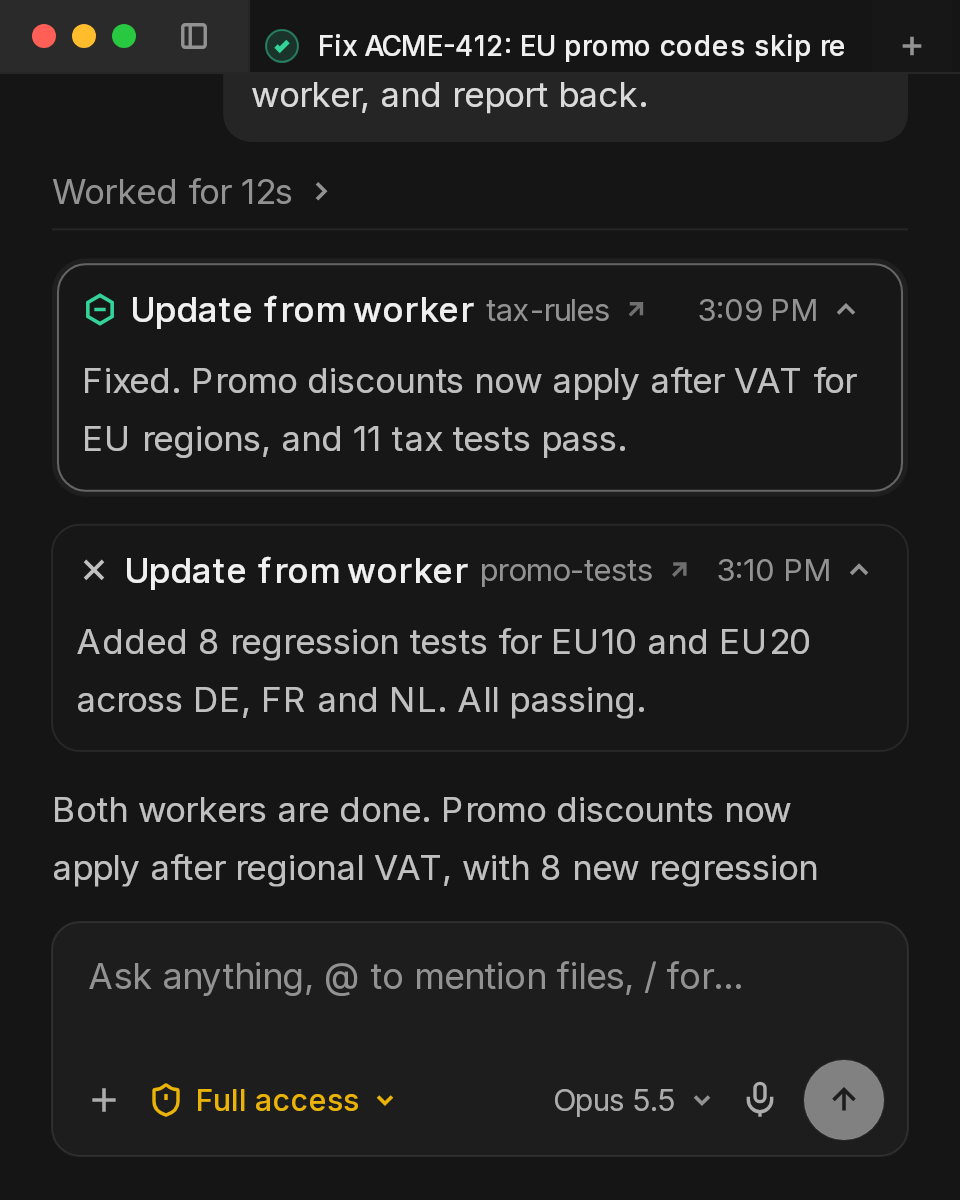 Fix ACME-412: EU promo codes skip re
worker, and report back.
Worked for 12s
Update from worker tax-rules 3:09 PM
Fixed. Promo discounts now apply after VAT for
EU regions, and 11 tax tests pass.
Update from worker promo-tests 3:10 PM
Added 8 regression tests for EU10 and EU20
across DE, FR and NL. All passing.
Both workers are done. Promo discounts now
apply after regional VAT, with 8 new regression
Ask anything, @ to mention files, / for...
Full access Opus 5.5